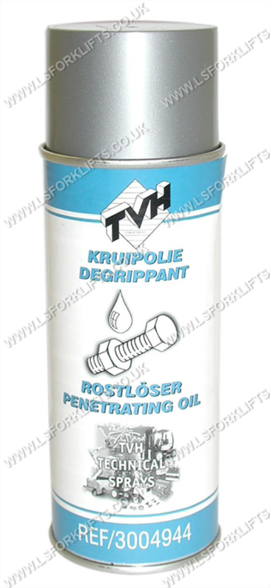 TVH
KRUIPOLIE
DEGRIPPANT
ROSTLÖSER
PENETRATING OIL
TVH
TECHNICAL
SPRAYS
REF/3004944
WWW.LSFORKLIFTS.CO.UK